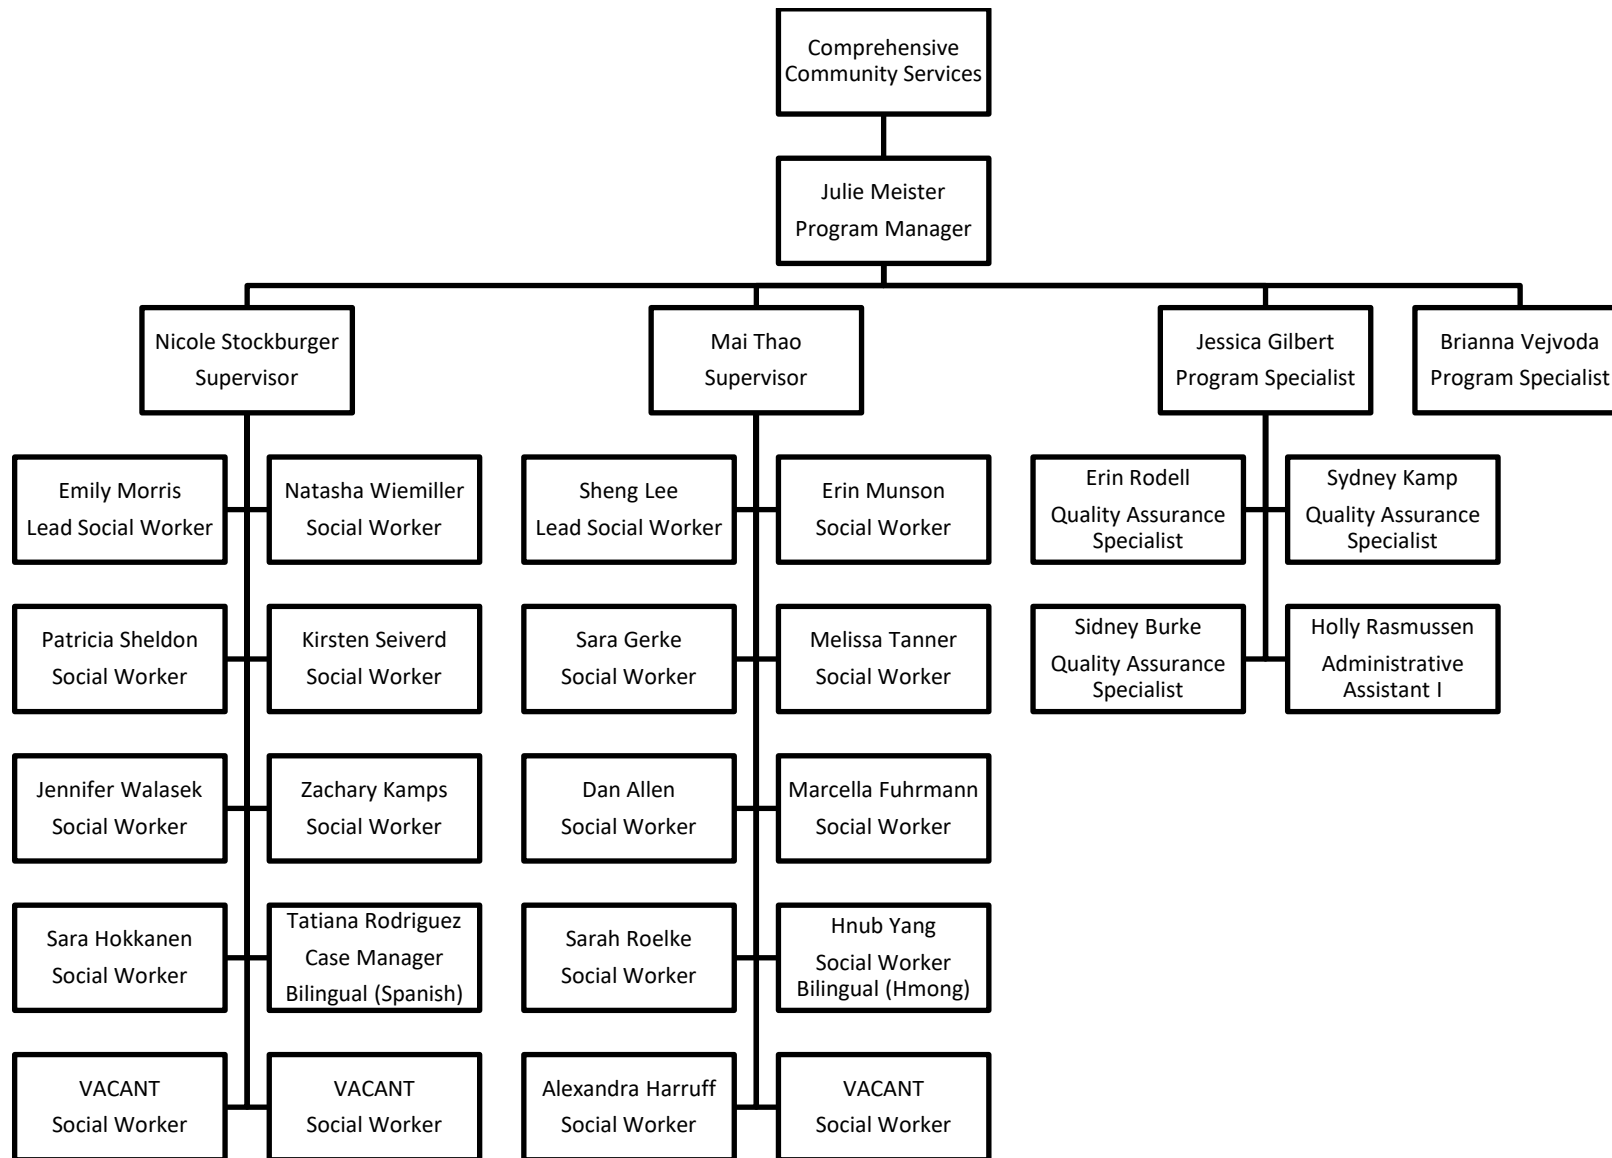 Comprehensive
Community Services
Julie Meister
Program Manager
Nicole Stockburger
Supervisor
Mai Thao
Supervisor
Jessica Gilbert
Program Specialist
Brianna Vejvoda
Program Specialist
Emily Morris
Lead Social Worker
Natasha Wiemiller
Social Worker
Sheng Lee
Lead Social Worker
Erin Munson
Social Worker
Erin Rodell
Quality Assurance
Specialist
Sydney Kamp
Quality Assurance
Specialist
Patricia Sheldon
Social Worker
Kirsten Seiverd
Social Worker
Sara Gerke
Social Worker
Melissa Tanner
Social Worker
Sidney Burke
Quality Assurance
Specialist
Holly Rasmussen
Administrative
Assistant I
Jennifer Walasek
Social Worker
Zachary Kamps
Social Worker
Dan Allen
Social Worker
Marcella Fuhrmann
Social Worker
Sara Hokkanen
Social Worker
Tatiana Rodriguez
Case Manager
Bilingual (Spanish)
Sarah Roelke
Social Worker
Hnub Yang
Social Worker
Bilingual (Hmong)
VACANT
Social Worker
VACANT
Social Worker
Alexandra Harruff
Social Worker
VACANT
Social Worker